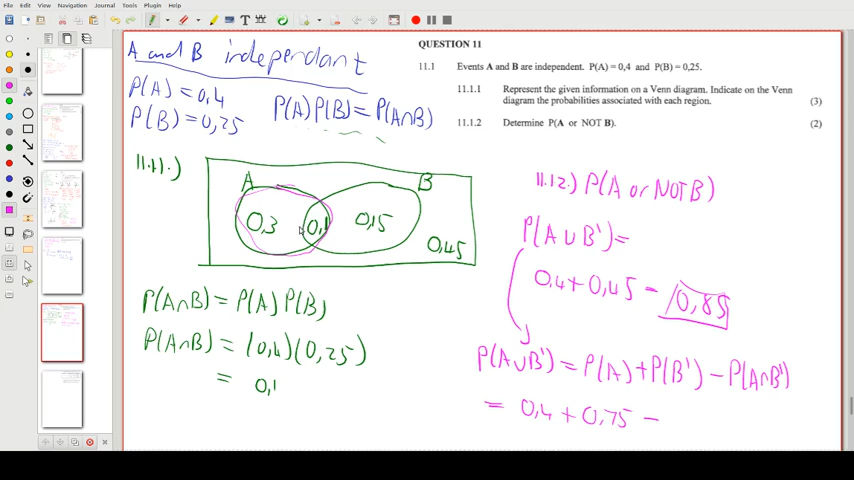 File Edit View Journal Tools Plugin Help
A and B independant
P(A) = 0,4
P(B) = 0,25
P(A)P(B) = P(A∩B)
QUESTION 11
11.1 Events A and B are independent. P(A) = 0,4 and P(B) = 0,25.
11.1.1 Represent the given information on a Venn diagram. Indicate on the Venn
diagram the probabilities associated with each region. (3)
11.1.2 Determine P(A or NOT B). (2)
11.11.)
A B
0,3 0,1 0,15
0,45
P(A∩B) = P(A) P(B)
P(A∩B) = (0,4)(0,25)
= 0,1
11.12.) P(A or NOT B)
P(A∪B') =
0.4 + 0,45 = 0,85
P(A∪B') = P(A) + P(B') - P(A∩B')
= 0,4 + 0,75 -